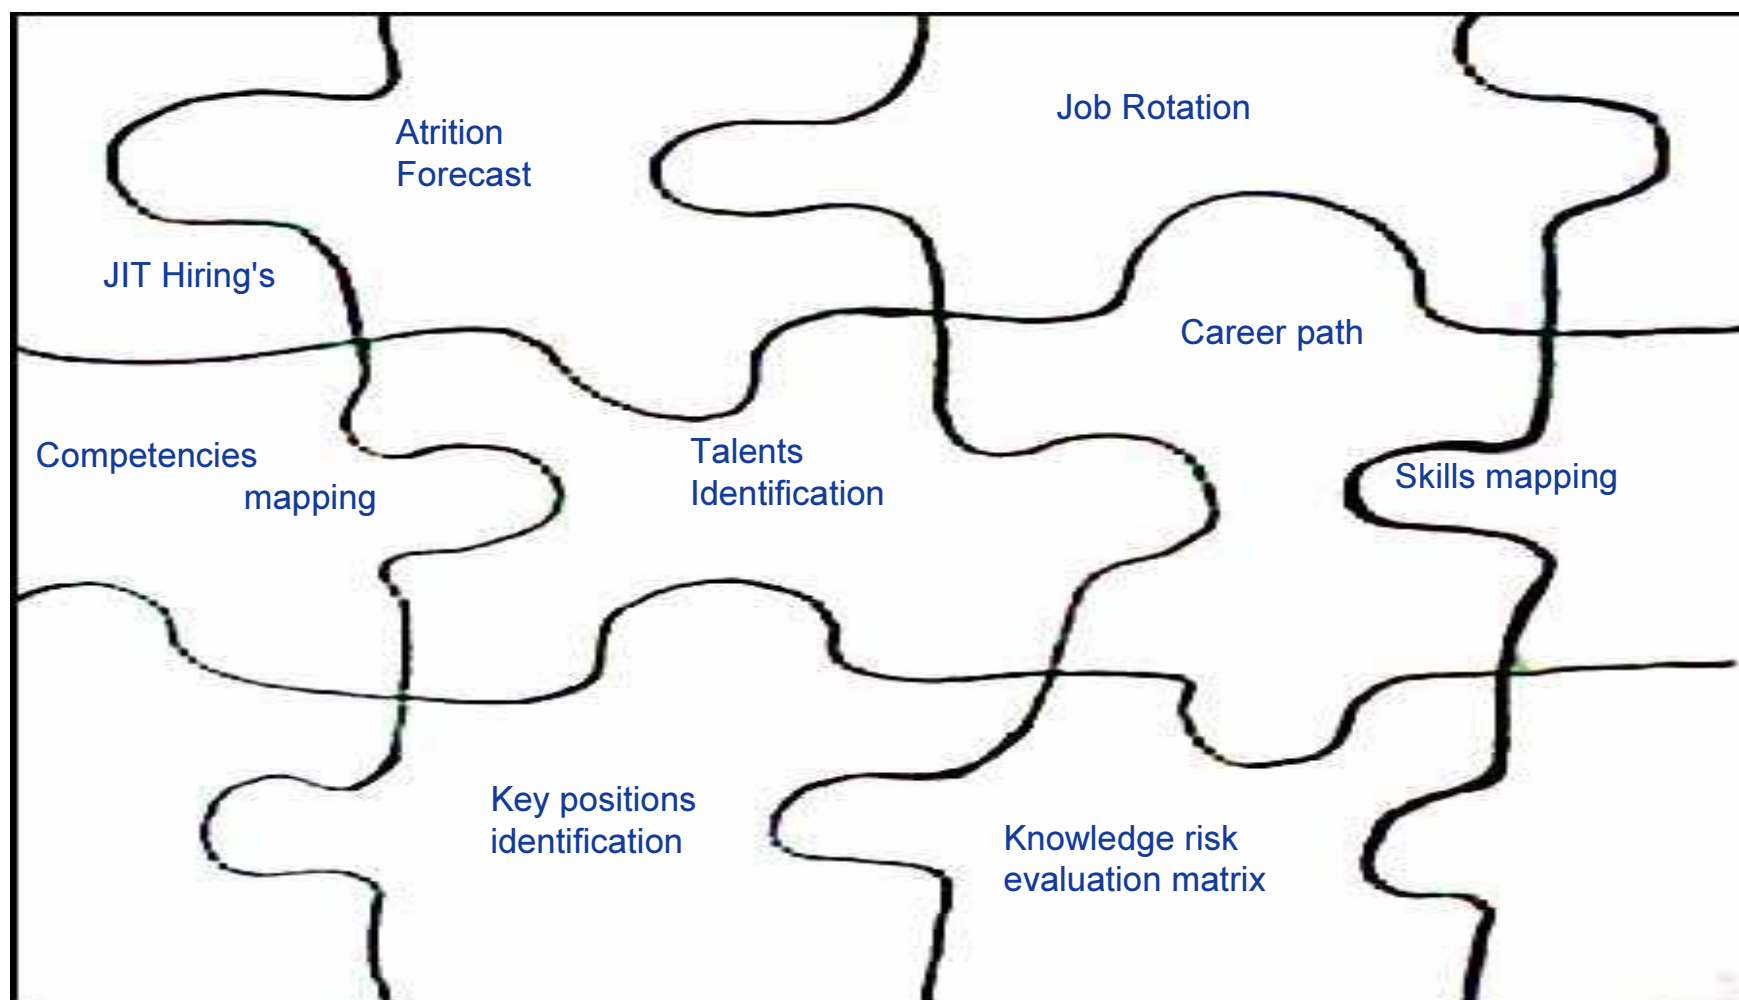 Atrition
Forecast
Job Rotation
JIT Hiring's
Career path
Competencies
mapping
Talents
Identification
Skills mapping
Key positions
identification
Knowledge risk
evaluation matrix